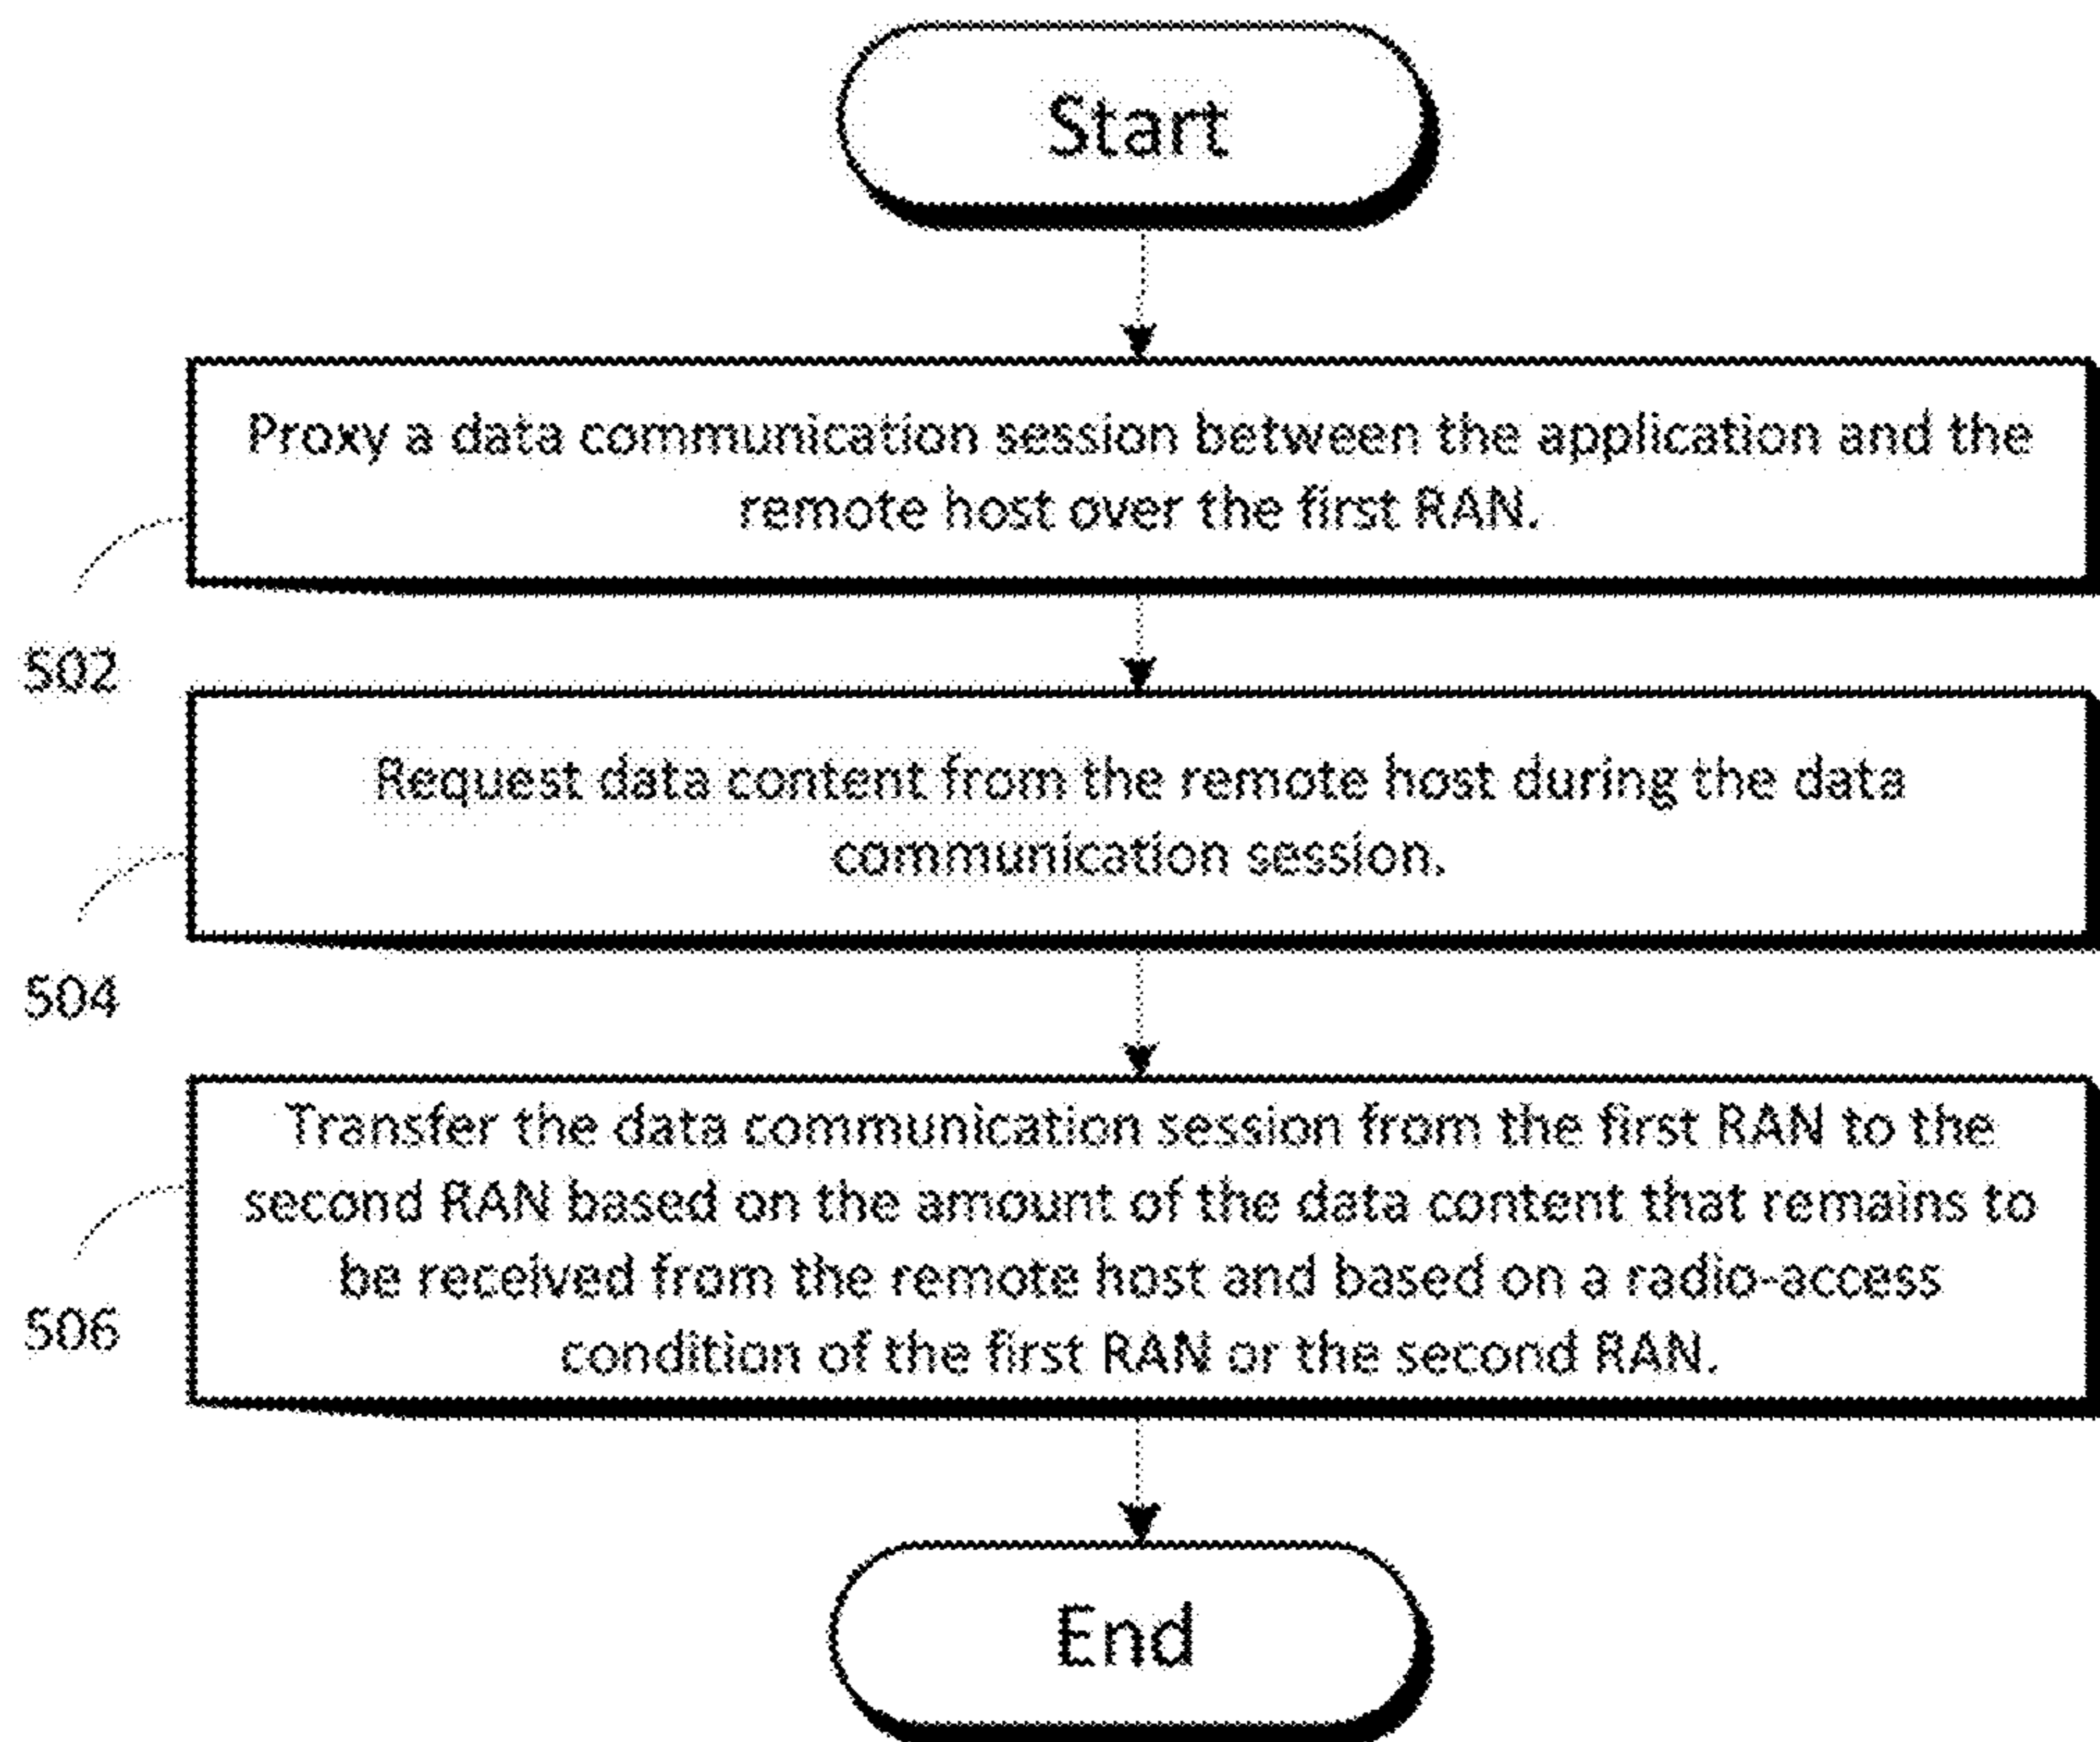 Start
Proxy a data communication session between the application and the
remote host over the first RAN.
502
Request data content from the remote host during the data
communication session.
504
Transfer the data communication session from the first RAN to the
second RAN based on the amount of the data content that remains to
be received from the remote host and based on a radio-access
condition of the first RAN or the second RAN.
506
End